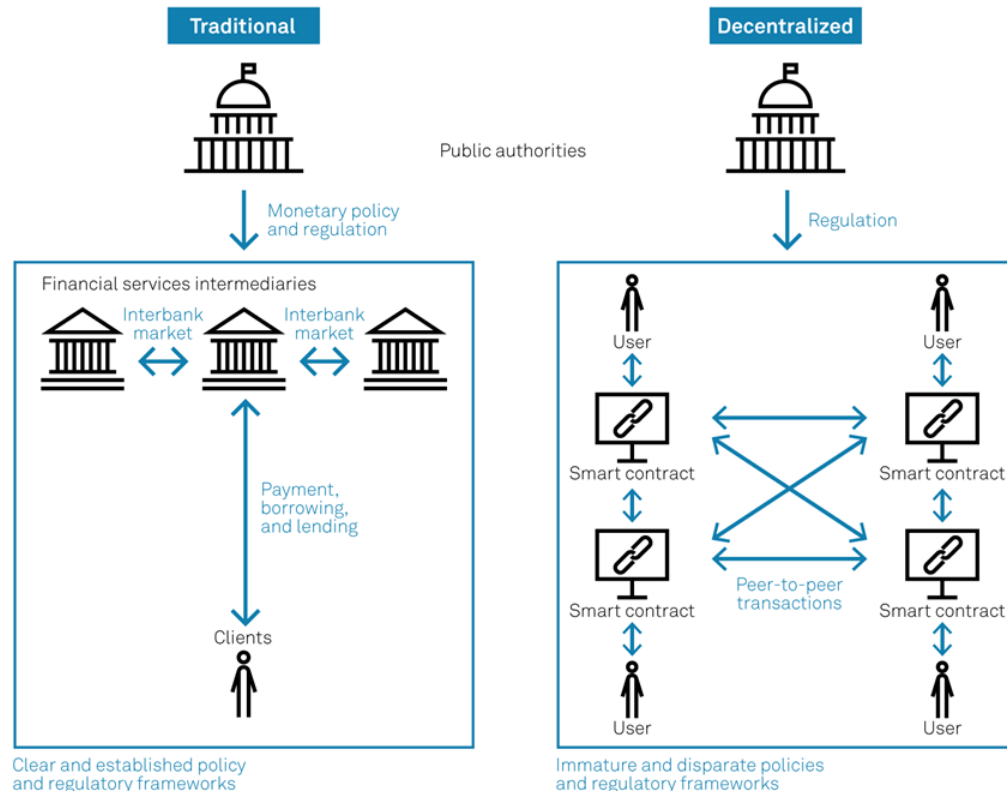 Traditional
Decentralized
Public authorities
Monetary policy
and regulation
Regulation
Financial services intermediaries
Interbank
market
Interbank
market
Payment,
borrowing,
and lending
Clients
Clear and established policy
and regulatory frameworks
User
User
Smart contract
Smart contract
Smart contract
Smart contract
Peer-to-peer
transactions
User
User
Immature and disparate policies
and regulatory frameworks